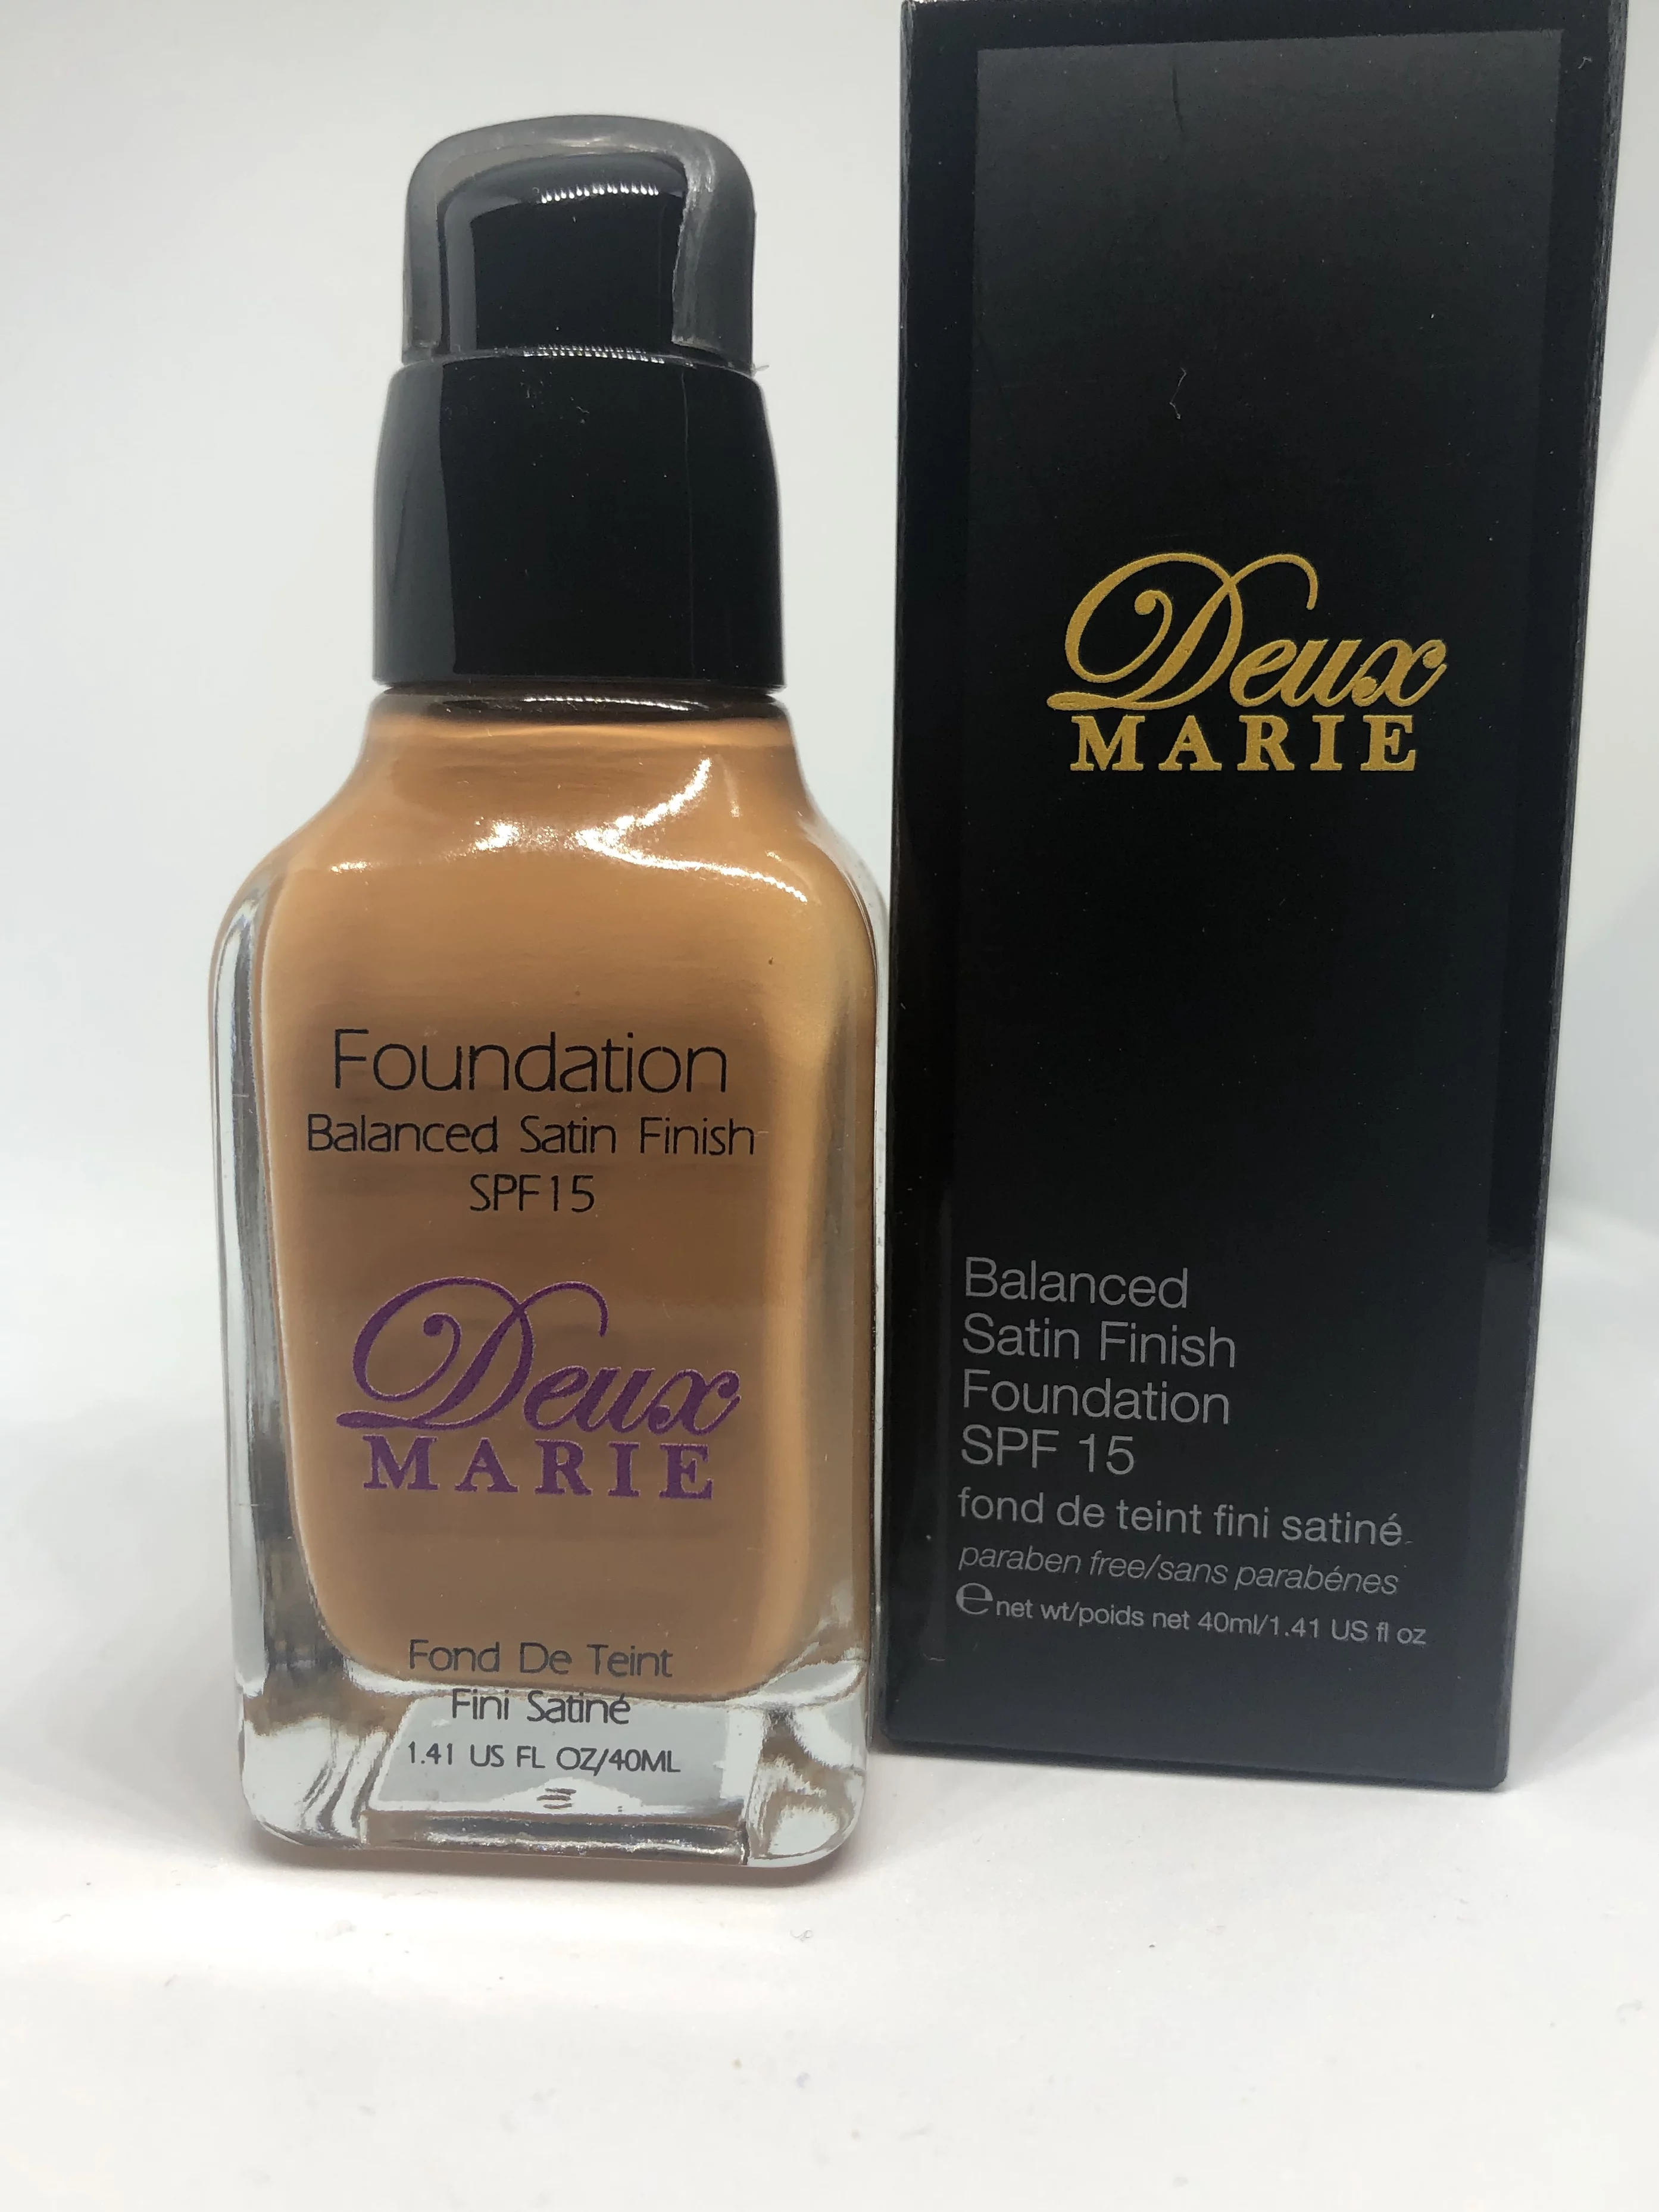 Foundation
Balanced Satin Finish
SPF15
Deux
MARIE
Fond De Teint
Fini Satiné
1.41 US FL OZ/40ML
Deux
MARIE
Balanced
Satin Finish
Foundation
SPF 15
fond de teint fini satiné
paraben free/sans parabénes
℮ net wt/poids net 40ml/1.41 US fl oz